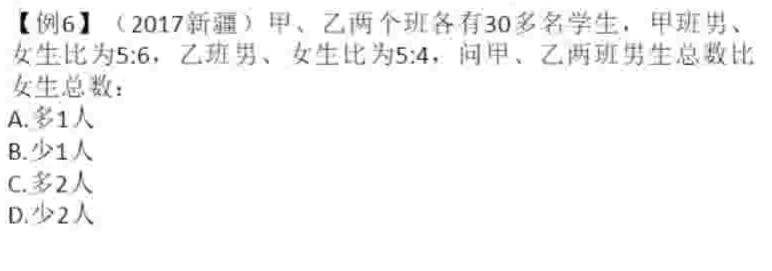 【例6】（2017新疆）甲、乙两个班各有30多名学生，甲班男、
女生比为5:6，乙班男、女生比为5:4，问甲、乙两班男生总数比
女生总数：
A.多1人
B.少1人
C.多2人
D.少2人